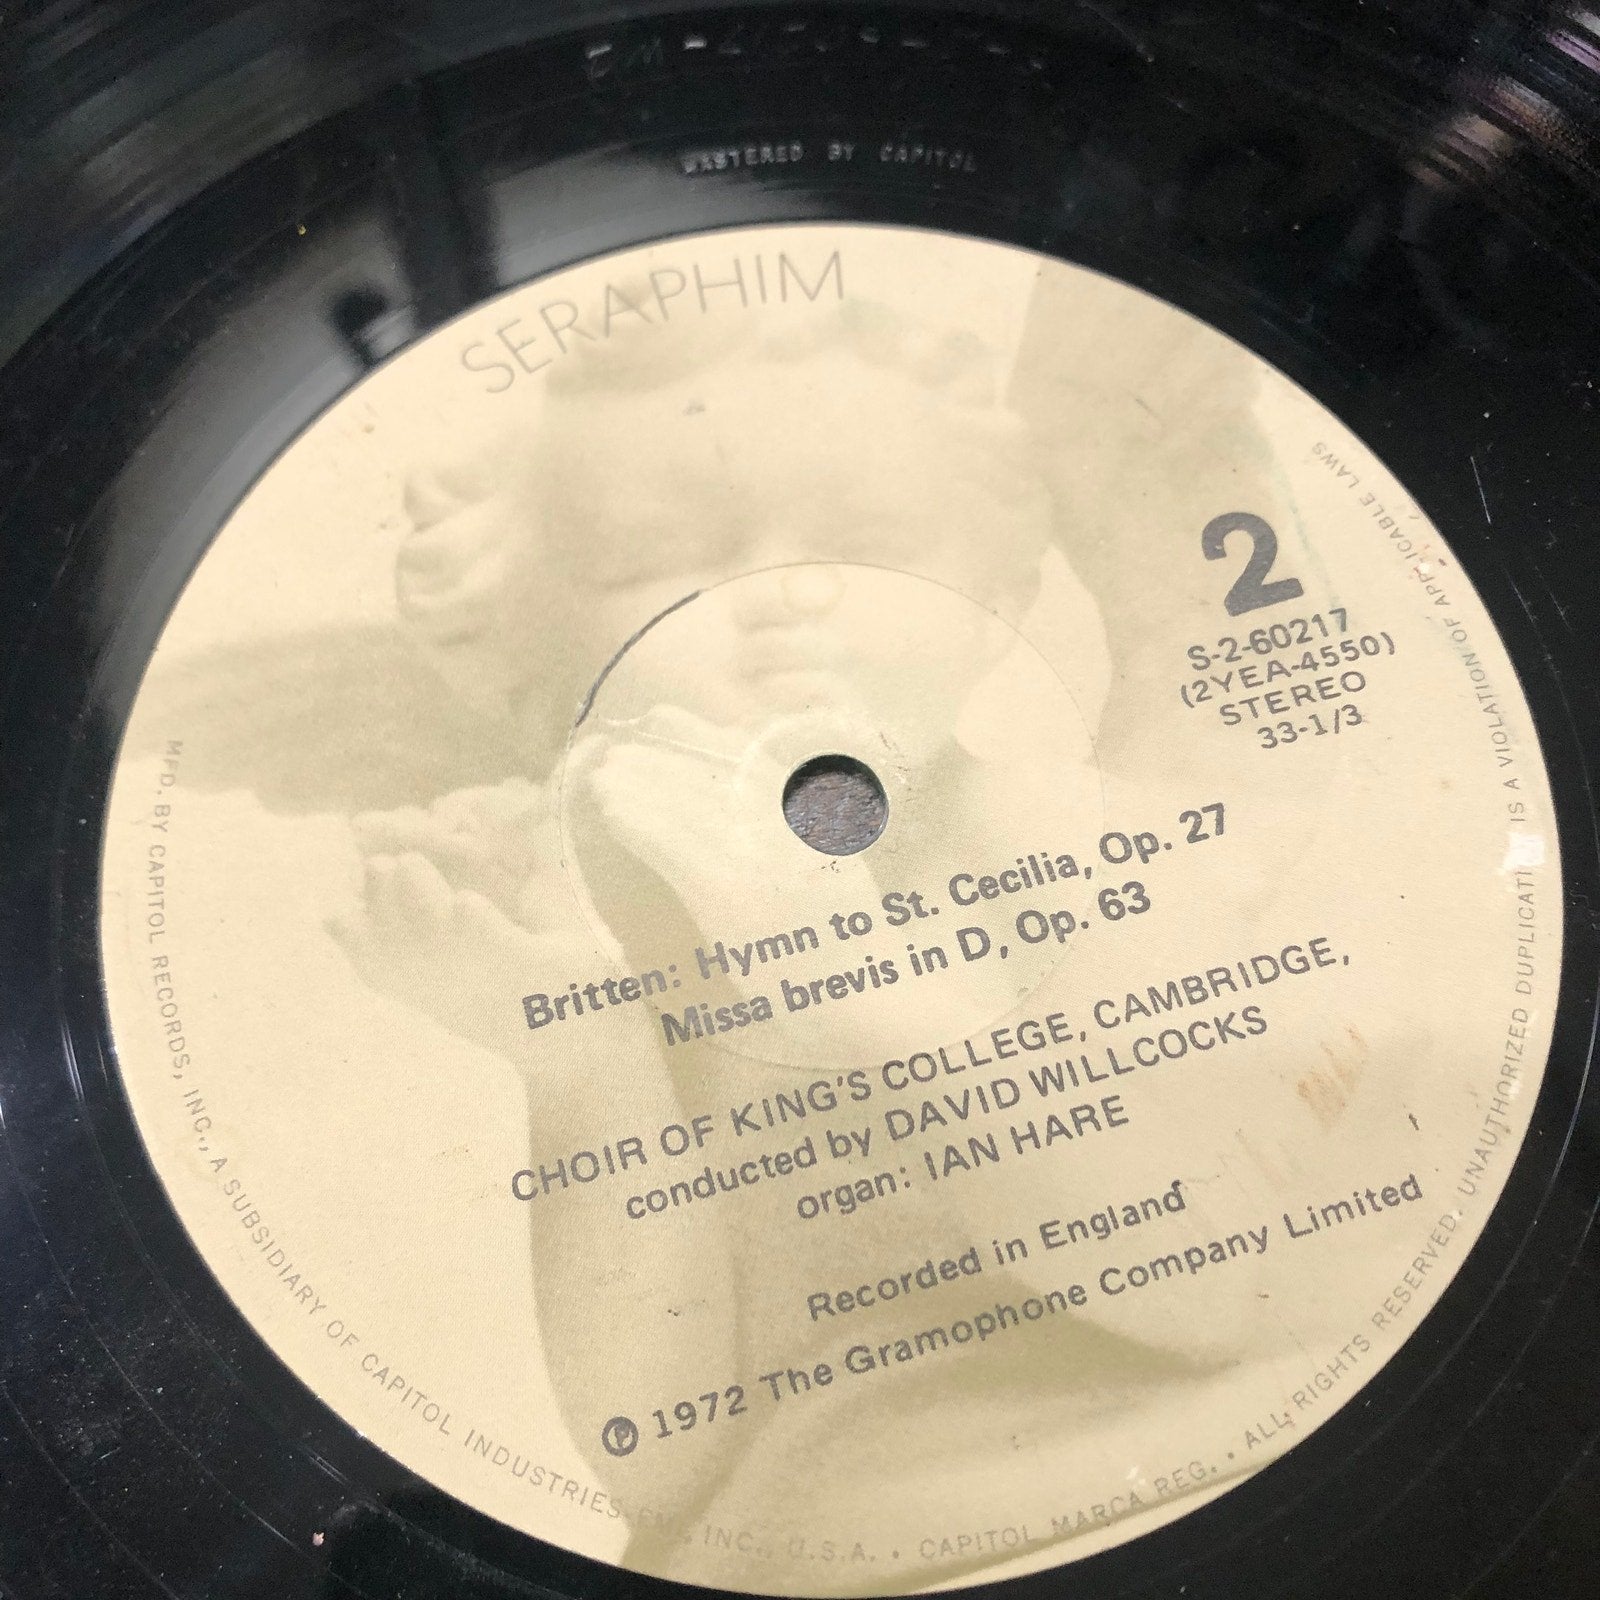 MASTERED BY CAPITOL
SERAPHIM
2
S-2-60217
(2YEA-4550)
STEREO
33-1/3
Britten: Hymn to St. Cecilia, Op. 27
Missa brevis in D, Op. 63
CHOIR OF KING'S COLLEGE, CAMBRIDGE,
conducted by DAVID WILLCOCKS
organ: IAN HARE
Recorded in England
Ⓟ 1972 The Gramophone Company Limited
MFD. BY CAPITOL RECORDS, INC., A SUBSIDIARY OF CAPITOL INDUSTRIES INC., U.S.A. • CAPITOL MARCA REG. • ALL RIGHTS RESERVED. UNAUTHORIZED DUPLICATI IS A VIOLATION OF APPLICABLE LAWS